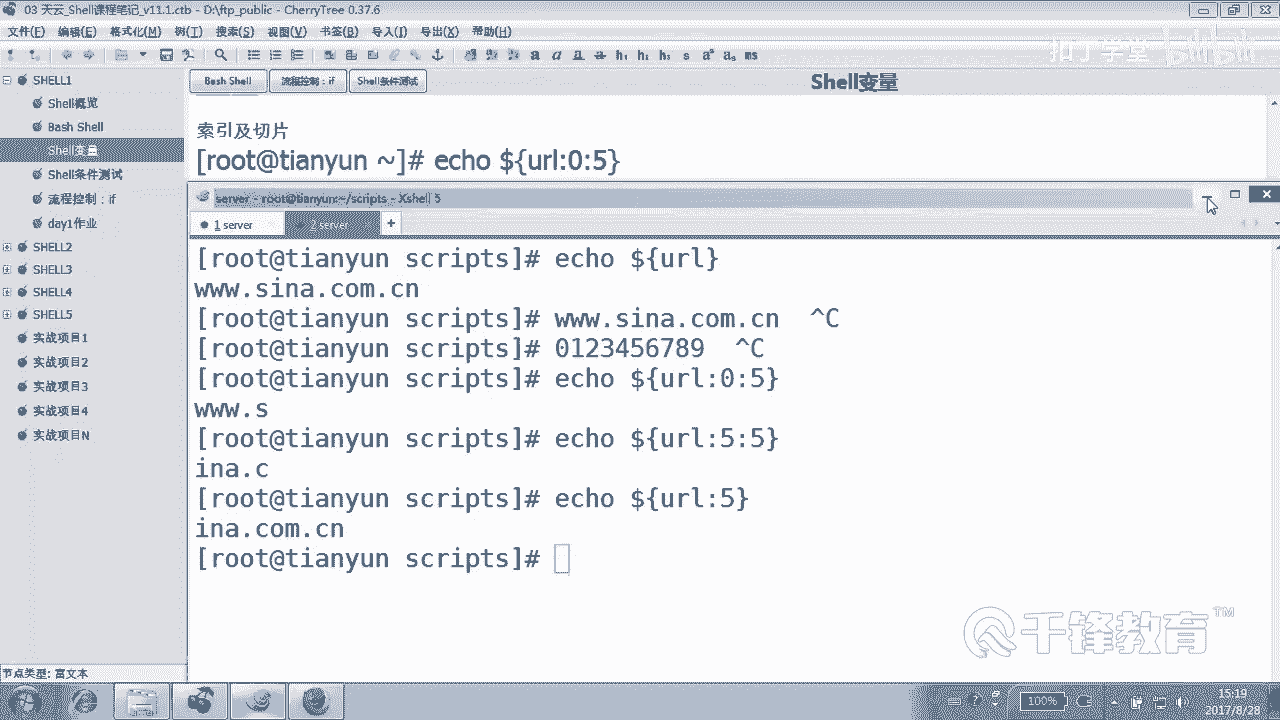 03 天云_Shell课程笔记_v11.1.ctb - D:\ftp_public - CherryTree 0.37.6
文件(F) 编辑(E) 格式化(M) 树(T) 搜索(S) 视图(V) 书签(B) 导入(I) 导出(X) 帮助(H)
扣丁学堂 bilibili
SHELL1
Shell概览
Bash Shell
Shell变量
Shell条件测试
流程控制：if
day1作业
SHELL2
SHELL3
SHELL4
SHELL5
实战项目1
实战项目2
实战项目3
实战项目4
实战项目N
节点类型: 富文本
Bash Shell 流程控制：if Shell条件测试 Shell变量
索引及切片
[root@tianyun ~]# echo ${url:0:5}
server - root@tianyun:~/scripts - Xshell 5
1 server 2 server +
[root@tianyun scripts]# echo ${url}
www.sina.com.cn
[root@tianyun scripts]# www.sina.com.cn  ^C
[root@tianyun scripts]# 0123456789  ^C
[root@tianyun scripts]# echo ${url:0:5}
www.s
[root@tianyun scripts]# echo ${url:5:5}
ina.c
[root@tianyun scripts]# echo ${url:5}
ina.com.cn
[root@tianyun scripts]#
千锋教育™
100%
15:19
2017/8/28